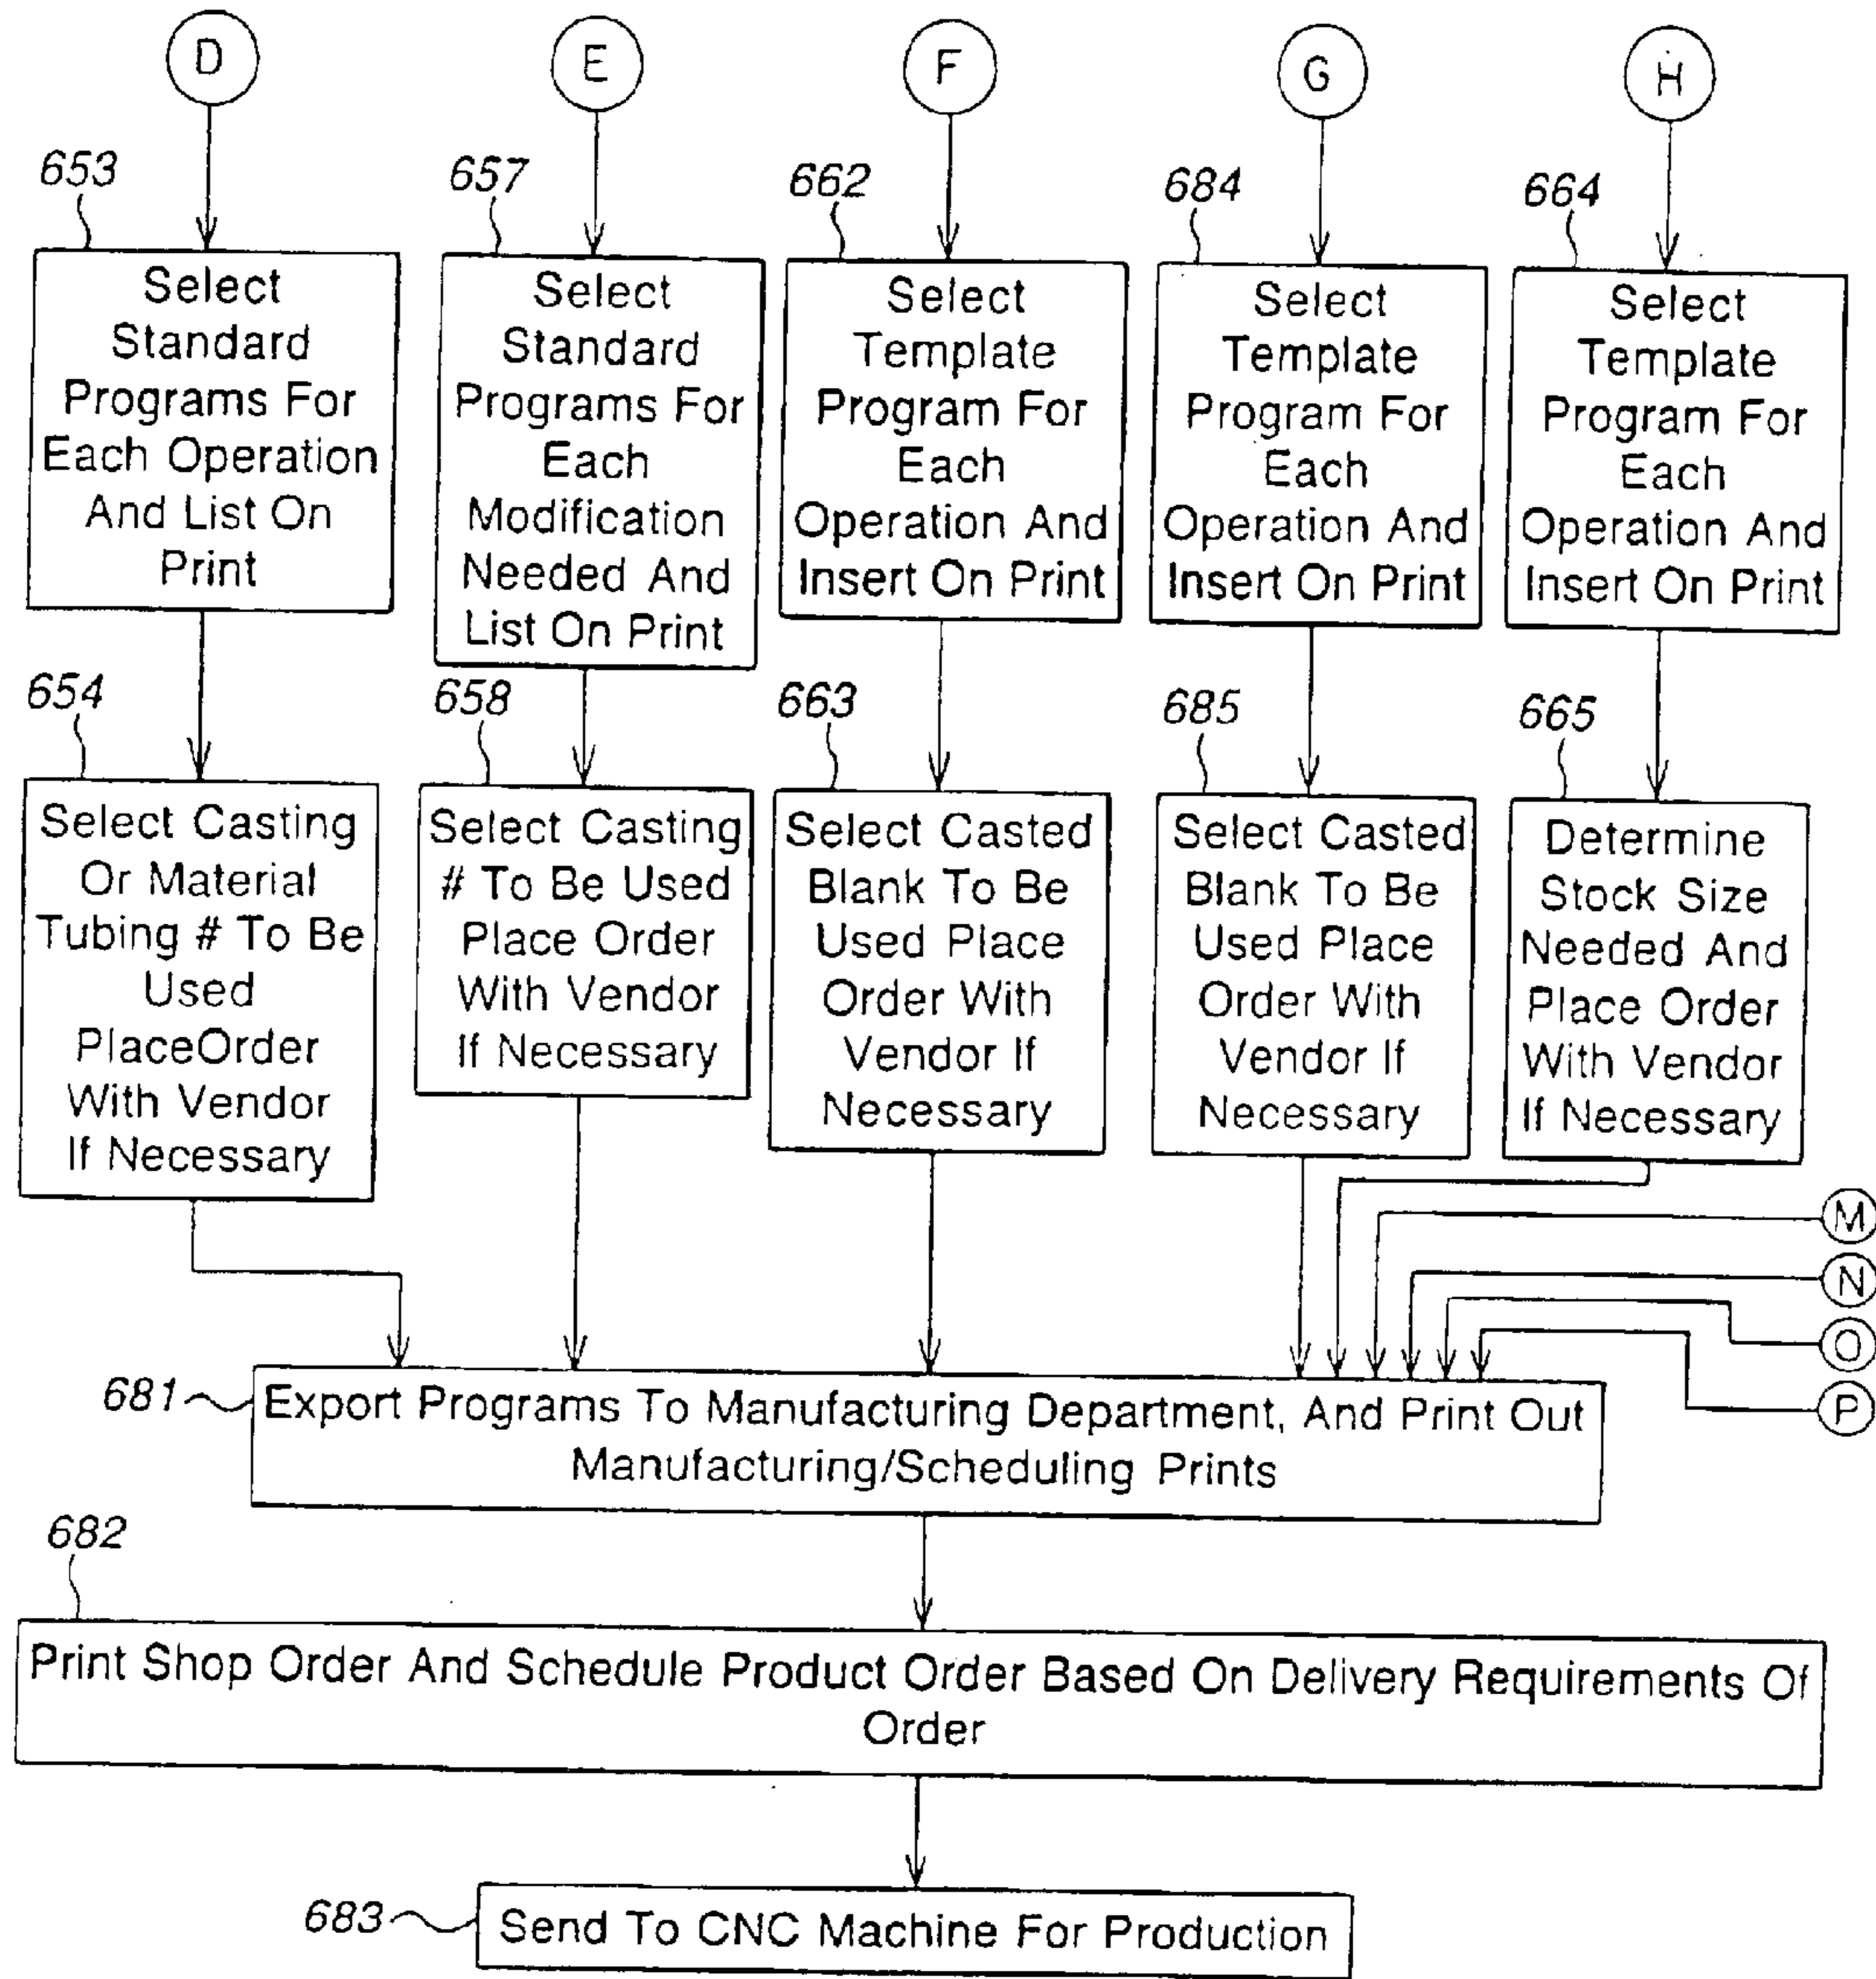 D
E
F
G
H
653
657
662
684
664
Select
Standard
Programs For
Each Operation
And List On
Print
Select
Standard
Programs For
Each
Modification
Needed And
List On Print
Select
Template
Program For
Each
Operation And
Insert On Print
Select
Template
Program For
Each
Operation And
Insert On Print
Select
Template
Program For
Each
Operation And
Insert On Print
654
658
663
685
665
Select Casting
Or Material
Tubing # To Be
Used
PlaceOrder
With Vendor
If Necessary
Select Casting
# To Be Used
Place Order
With Vendor
If Necessary
Select Casted
Blank To Be
Used Place
Order With
Vendor If
Necessary
Select Casted
Blank To Be
Used Place
Order With
Vendor If
Necessary
Determine
Stock Size
Needed And
Place Order
With Vendor
If Necessary
M
N
O
P
681
Export Programs To Manufacturing Department, And Print Out
Manufacturing/Scheduling Prints
682
Print Shop Order And Schedule Product Order Based On Delivery Requirements Of
Order
683
Send To CNC Machine For Production